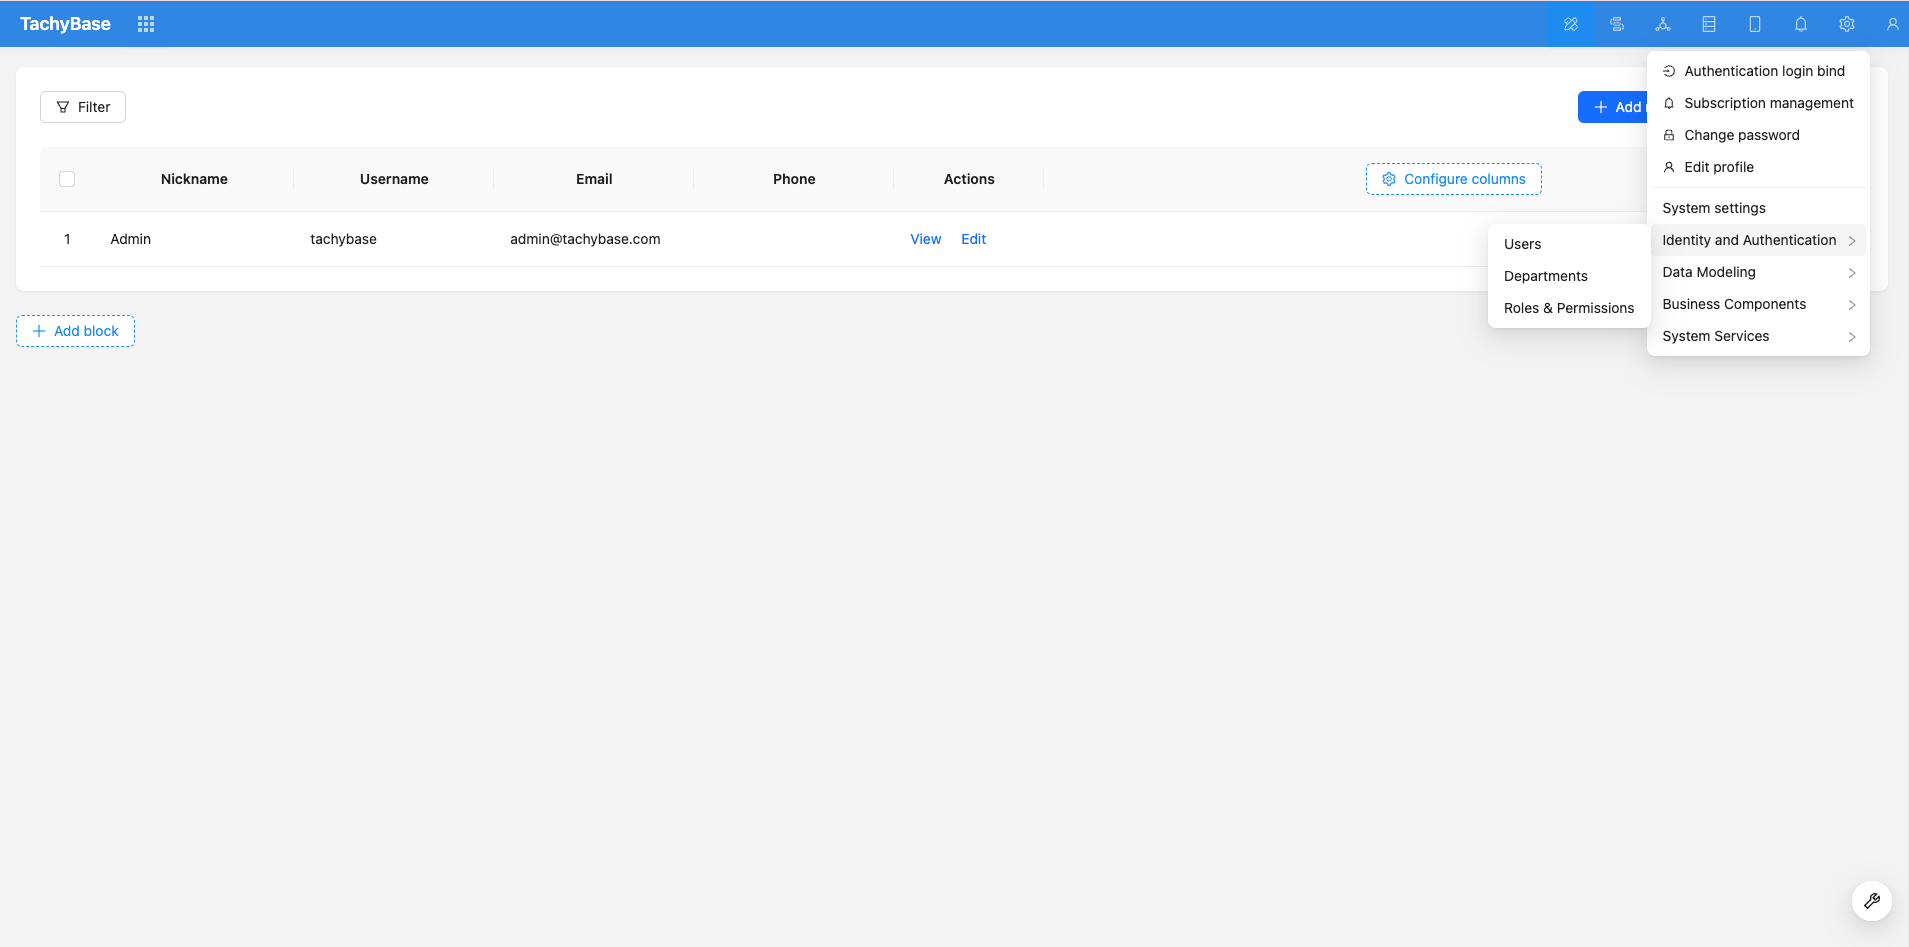 TachyBase
Filter
Add
Nickname Username Email Phone Actions Configure columns
1 Admin tachybase admin@tachybase.com View Edit
Add block
Authentication login bind
Subscription management
Change password
Edit profile
System settings
Identity and Authentication
Data Modeling
Business Components
System Services
Users
Departments
Roles & Permissions